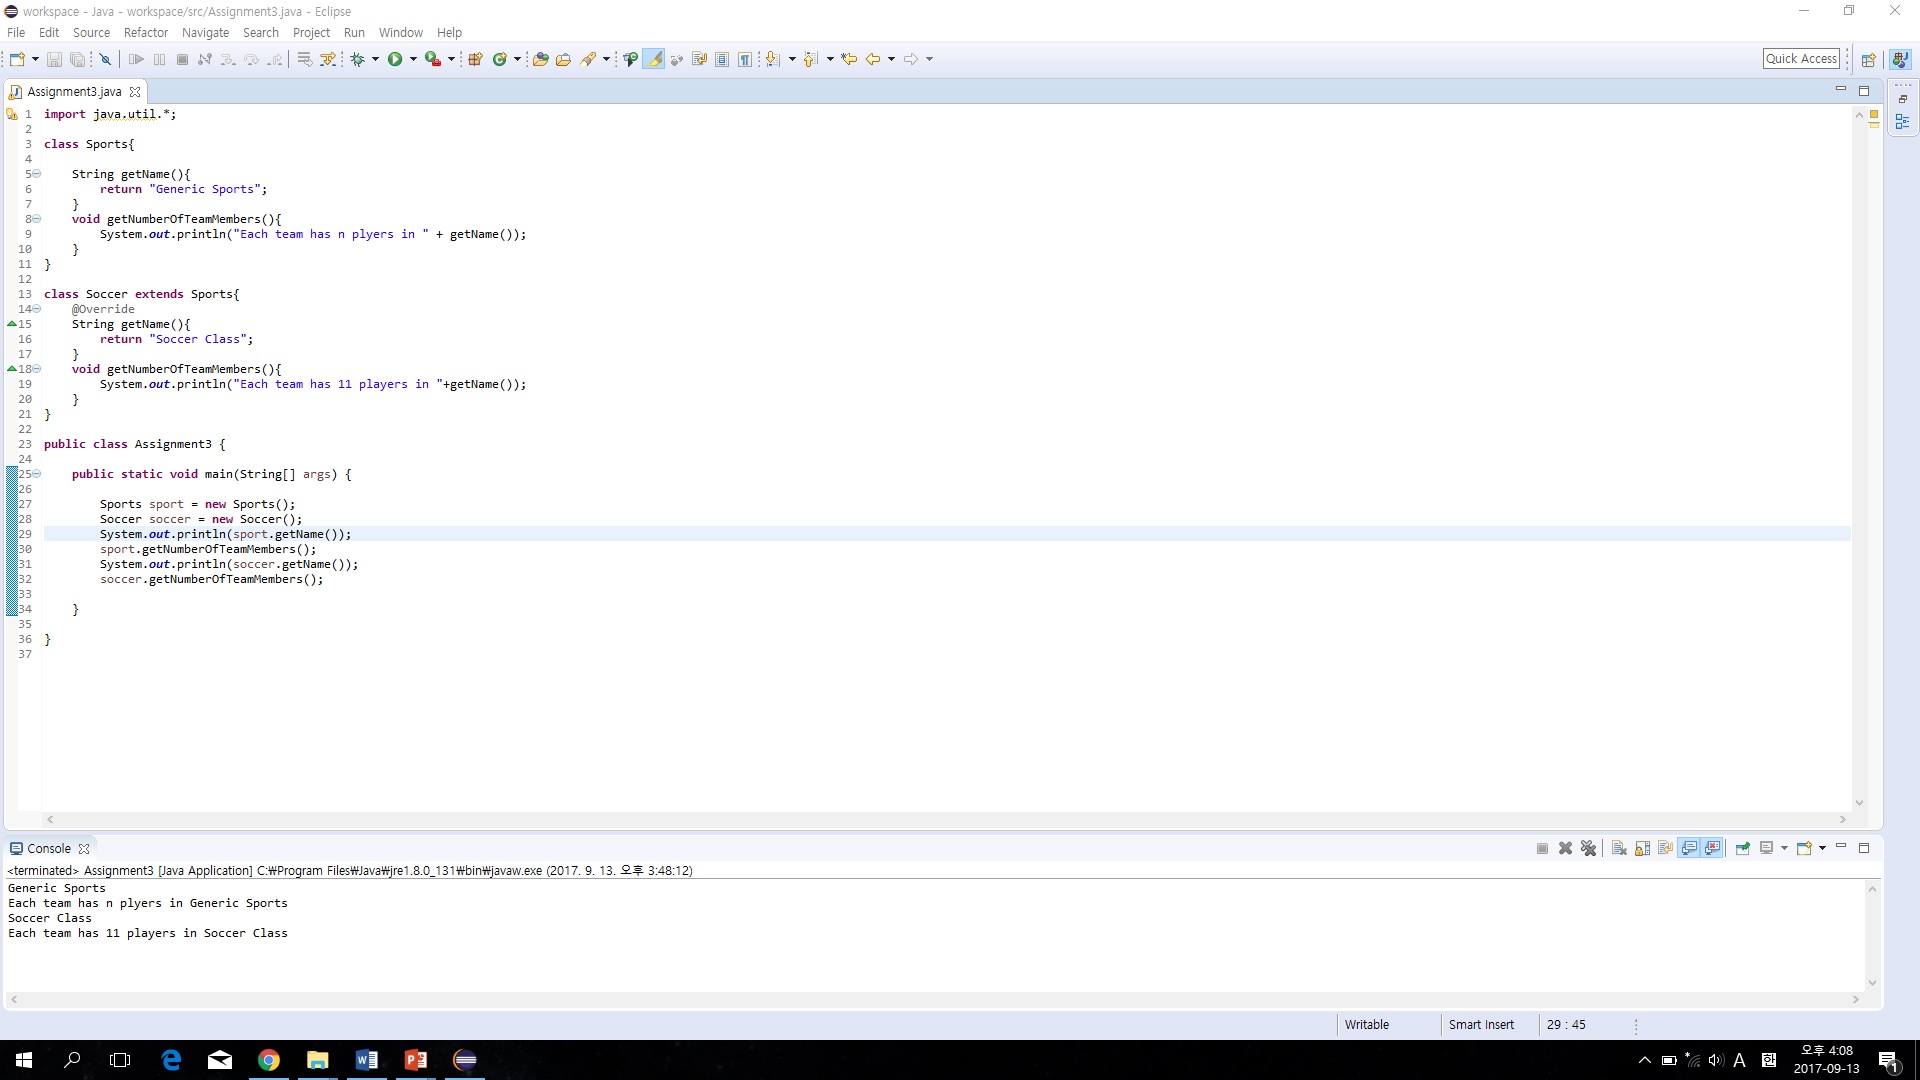 workspace - Java - workspace/src/Assignment3.java - Eclipse
File Edit Source Refactor Navigate Search Project Run Window Help
Quick Access
Assignment3.java
1 import java.util.*;
2
3 class Sports{
4
5     String getName(){
6         return "Generic Sports";
7     }
8     void getNumberOfTeamMembers(){
9         System.out.println("Each team has n plyers in " + getName());
10     }
11 }
12
13 class Soccer extends Sports{
14     @Override
15     String getName(){
16         return "Soccer Class";
17     }
18     void getNumberOfTeamMembers(){
19         System.out.println("Each team has 11 players in "+getName());
20     }
21 }
22
23 public class Assignment3 {
24
25     public static void main(String[] args) {
26
27         Sports sport = new Sports();
28         Soccer soccer = new Soccer();
29         System.out.println(sport.getName());
30         sport.getNumberOfTeamMembers();
31         System.out.println(soccer.getName());
32         soccer.getNumberOfTeamMembers();
33
34     }
35
36 }
37
Console
<terminated> Assignment3 [Java Application] C:₩Program Files₩Java₩jre1.8.0_131₩bin₩javaw.exe (2017. 9. 13. 오후 3:48:12)
Generic Sports
Each team has n plyers in Generic Sports
Soccer Class
Each team has 11 players in Soccer Class
Writable Smart Insert 29 : 45
A 한 오후 4:08
2017-09-13 1